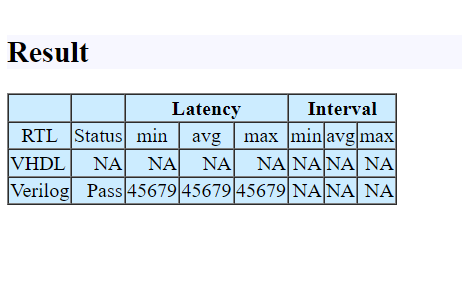 Result
Latency Interval
RTL Status min avg max min avg max
VHDL NA NA NA NA NA NA NA
Verilog Pass 45679 45679 45679 NA NA NA